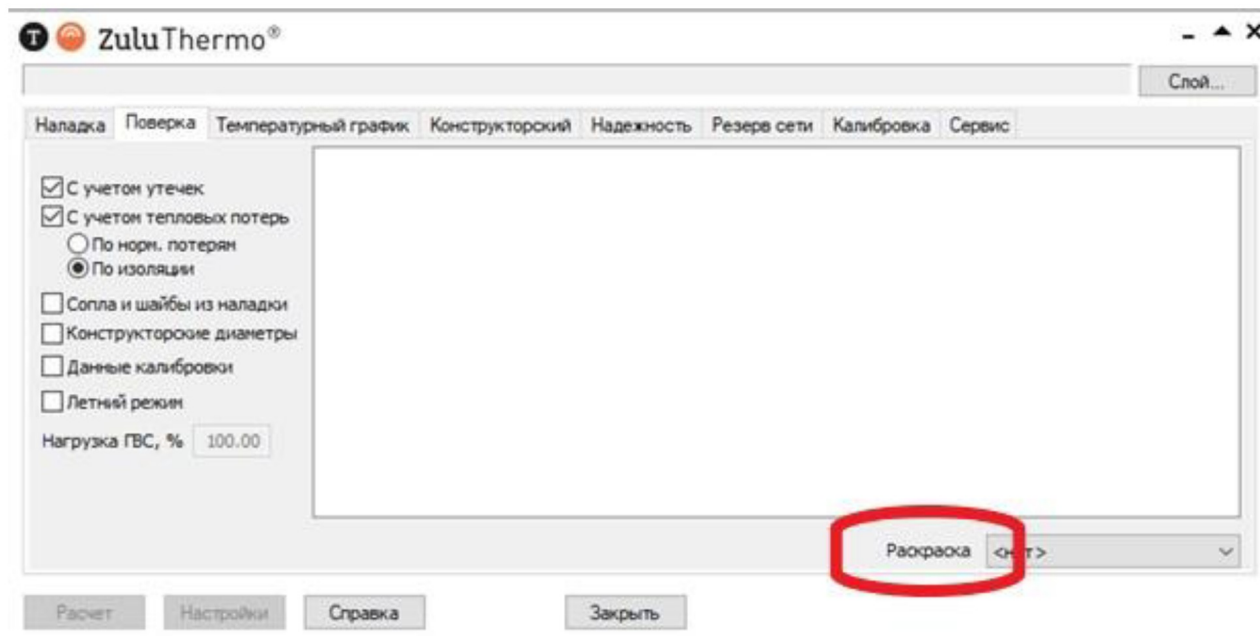 ZuluThermo®
Слой...
Наладка Поверка Температурный график Конструкторский Надежность Резерв сети Калибровка Сервис
С учетом утечек
С учетом тепловых потерь
По норм. потерям
По изоляции
Сопла и шайбы из наладки
Конструкторские диаметры
Данные калибровки
Летний режим
Нагрузка ГВС, % 100.00
Раскраска <нет>
Расчет Настройки Справка Закрыть